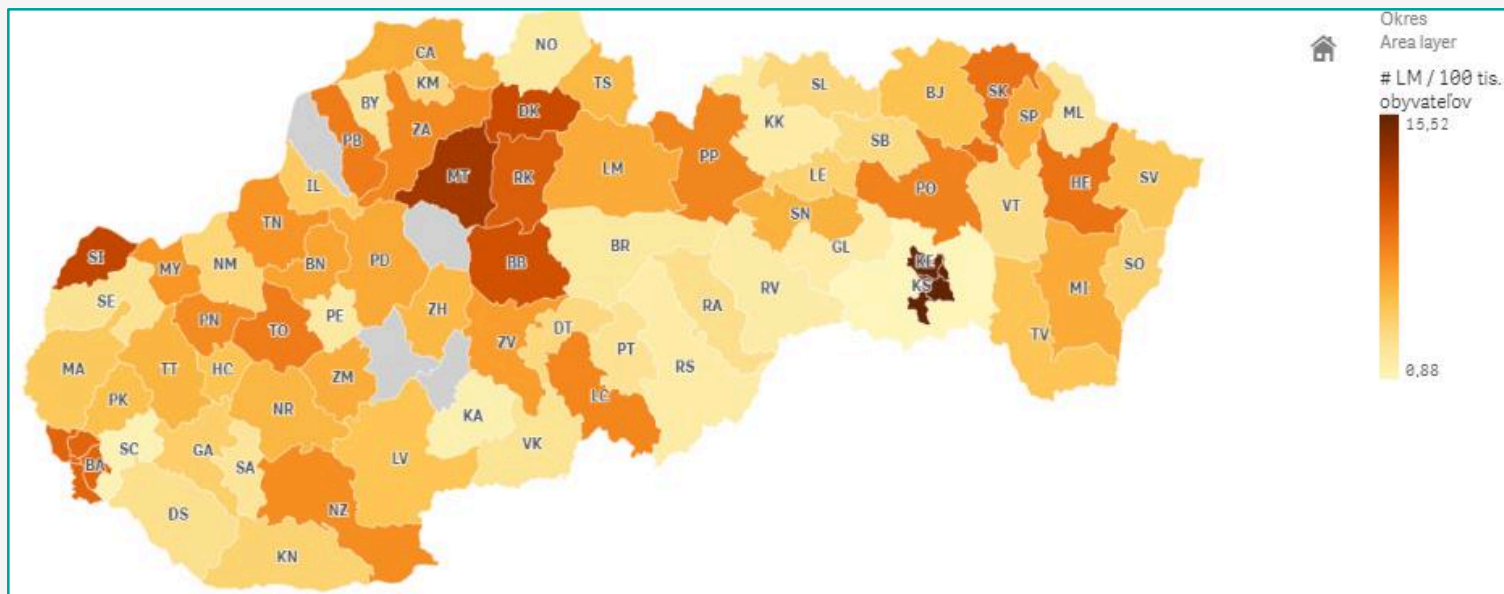 Okres
Area layer
# LM / 100 tis.
obyvateľov
15,52
0,88
NO
CA
KM
TS
BY
DK
SL
BJ
SK
SP
ML
PB
ZA
KK
SB
MT
RK
LM
PP
LE
PO
HE
SV
IL
VT
TN
SN
BR
GL
SI
MY
NM
BN
PD
BB
KE
SO
KS
RV
MI
SE
PE
ZH
RA
PN
TO
DT
ZV
PT
TV
MA
TT
HC
ZM
RS
PK
NR
LC
KA
SC
GA
SA
LV
VK
BA
DS
NZ
KN